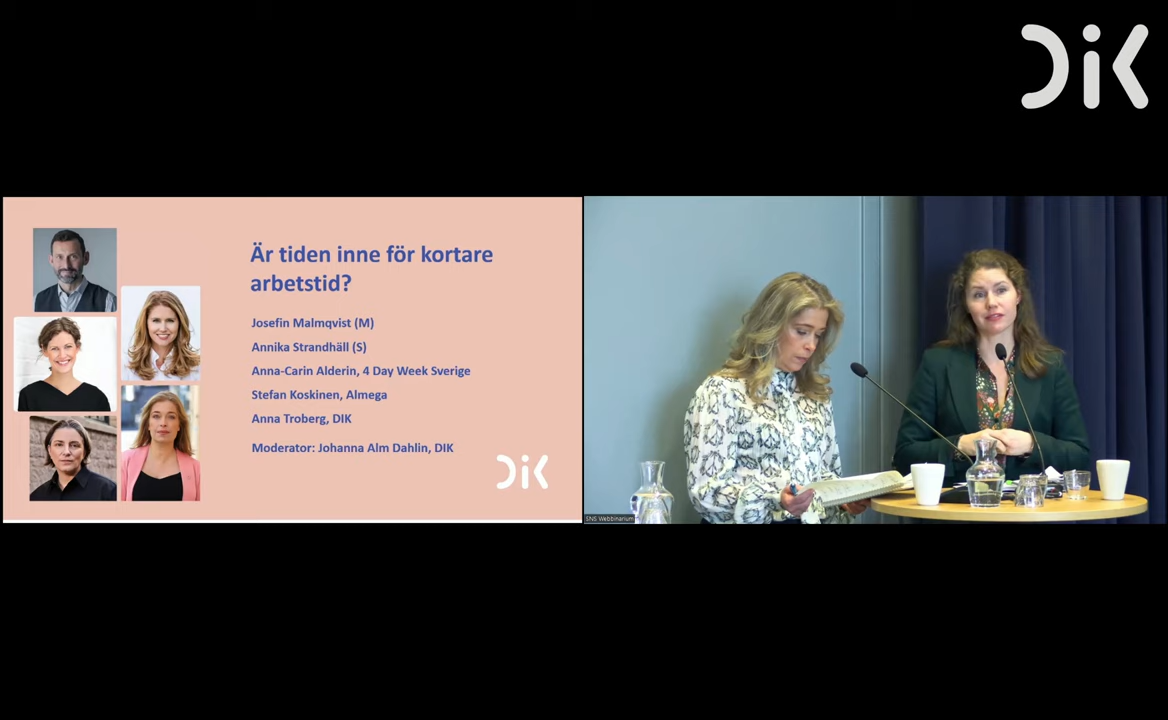 DiK
Är tiden inne för kortare
arbetstid?
Josefin Malmqvist (M)
Annika Strandhäll (S)
Anna-Carin Alderin, 4 Day Week Sverige
Stefan Koskinen, Almega
Anna Troberg, DIK
Moderator: Johanna Alm Dahlin, DIK
DiK
SNS Webbinarium